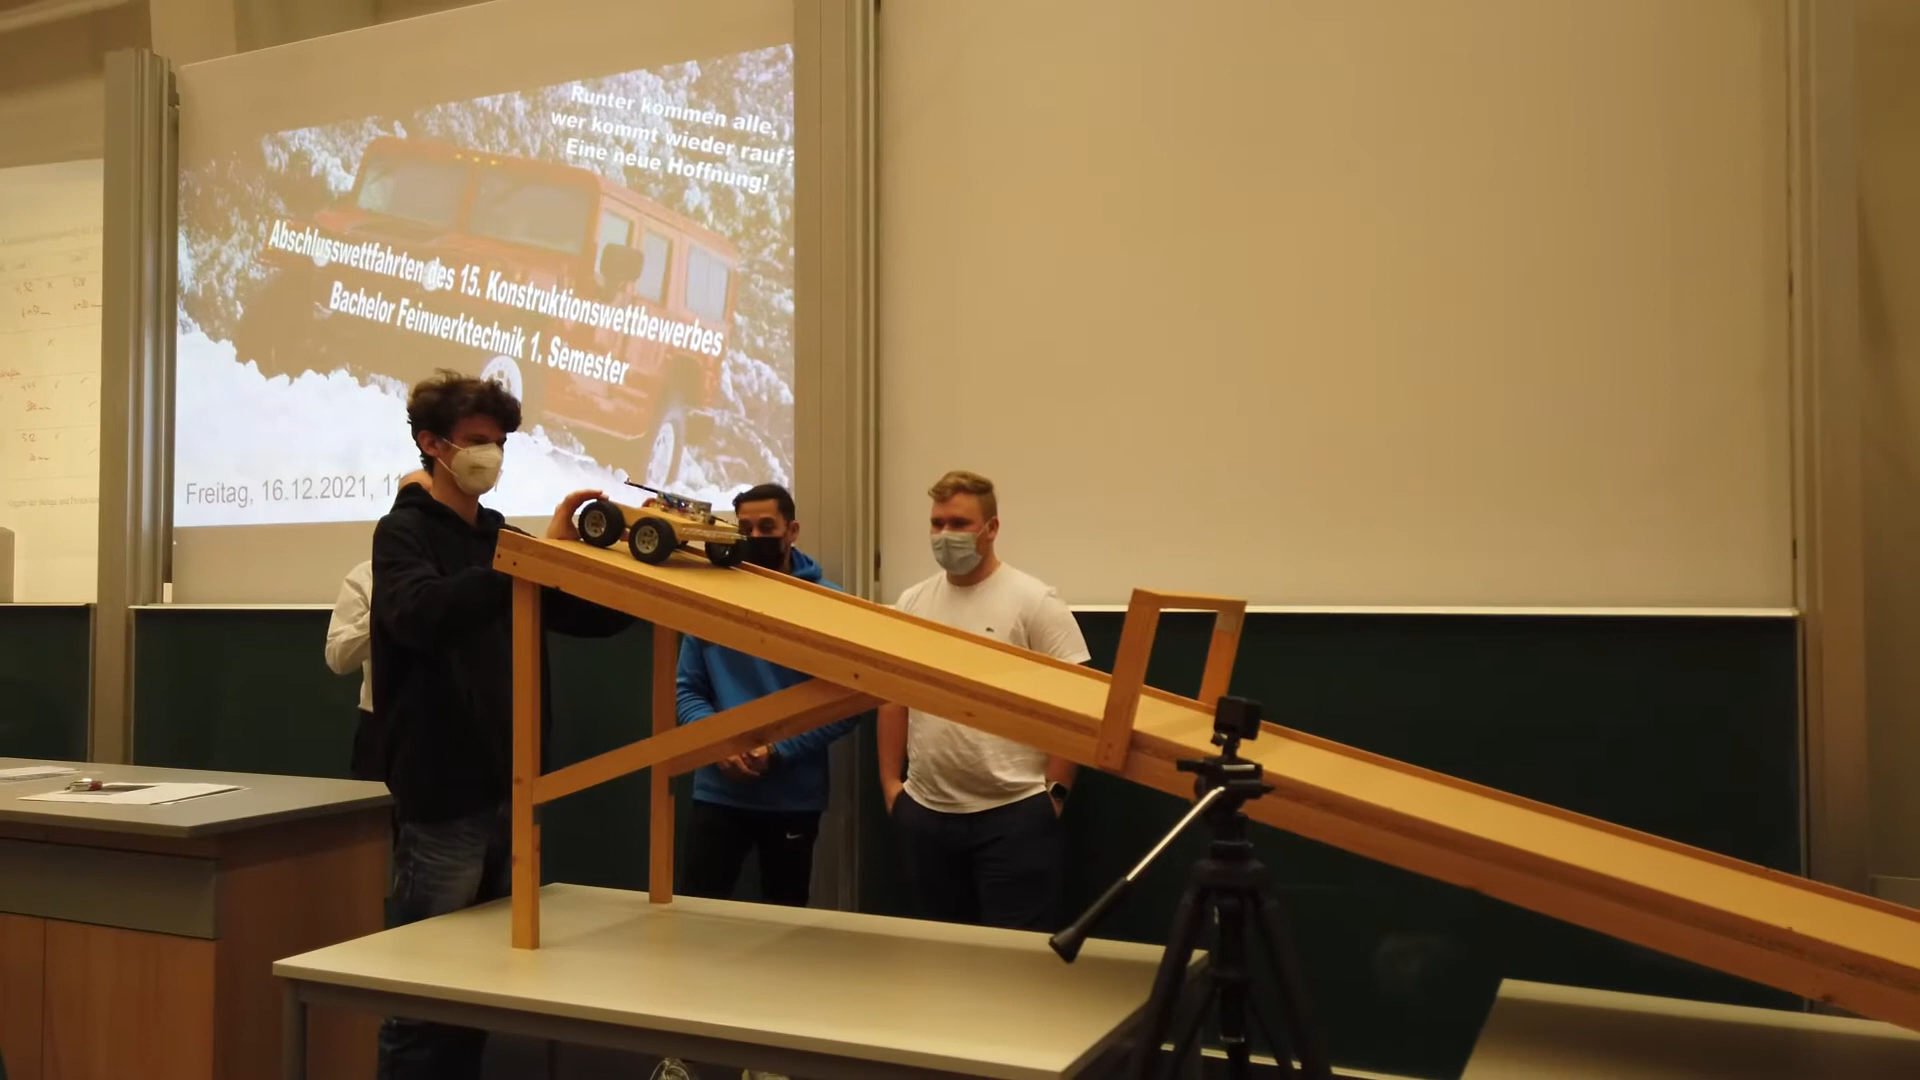 Runter kommen alle,
wer kommt wieder rauf?
Eine neue Hoffnung!
Abschlusswettfahrten des 15. Konstruktionswettbewerbes
Bachelor Feinwerktechnik 1. Semester
Freitag, 16.12.2021, 11